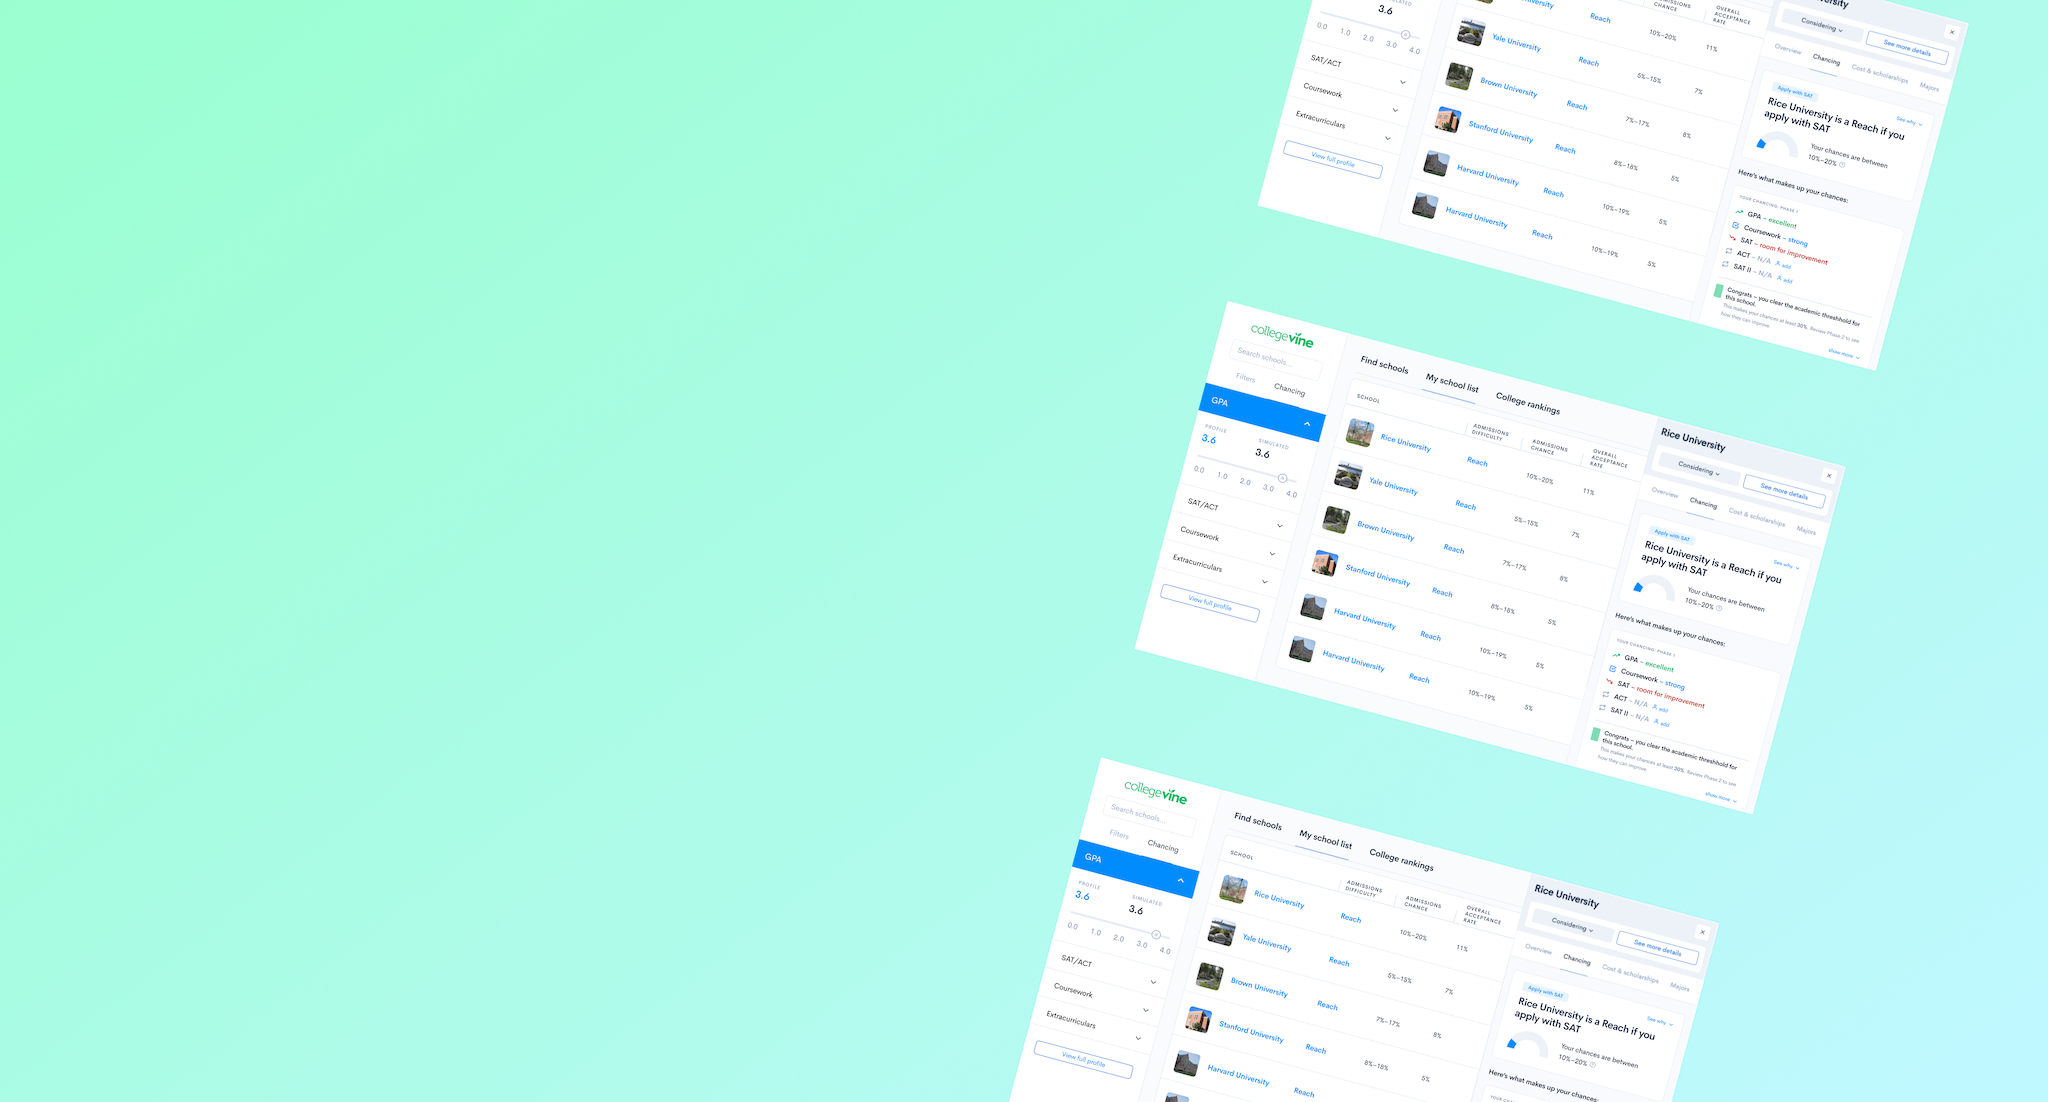 3.6
0.0 1.0 2.0 3.0 4.0
SAT/ACT
Coursework
Extracurriculars
View full profile
ADMISSIONS CHANCE
OVERALL ACCEPTANCE RATE
Reach 10%–20% 11%
Yale University Reach 5%–15% 7%
Brown University Reach 7%–17% 8%
Stanford University Reach 8%–18% 5%
Harvard University Reach 10%–19% 5%
Harvard University Reach 10%–19% 5%
Considering
See more details
Overview Chancing Cost & scholarships Majors
Apply with SAT
See why
Rice University is a Reach if you
apply with SAT
Your chances are between
10%–20%
Here's what makes up your chances:
YOUR CHANCING: PHASE 1
GPA – excellent
Coursework – strong
SAT – room for improvement
ACT – N/A add
SAT II – N/A add
Congrats – you clear the academic threshhold for
this school.
This makes your chances at least 30%. Review Phase 2 to see
how they can improve
show more
collegevine
Search schools...
Filters Chancing
GPA
PROFILE SIMULATED
3.6 3.6
0.0 1.0 2.0 3.0 4.0
SAT/ACT
Coursework
Extracurriculars
View full profile
Find schools My school list College rankings
SCHOOL
ADMISSIONS DIFFICULTY
ADMISSIONS CHANCE
OVERALL ACCEPTANCE RATE
Rice University Reach 10%–20% 11%
Yale University Reach 5%–15% 7%
Brown University Reach 7%–17% 8%
Stanford University Reach 8%–18% 5%
Harvard University Reach 10%–19% 5%
Harvard University Reach 10%–19% 5%
Rice University
Considering
See more details
Overview Chancing Cost & scholarships Majors
Apply with SAT
See why
Rice University is a Reach if you
apply with SAT
Your chances are between
10%–20%
Here's what makes up your chances:
YOUR CHANCING: PHASE 1
GPA – excellent
Coursework – strong
SAT – room for improvement
ACT – N/A add
SAT II – N/A add
Congrats – you clear the academic threshhold for
this school.
This makes your chances at least 30%. Review Phase 2 to see
how they can improve
show more
collegevine
Search schools...
Filters Chancing
GPA
PROFILE SIMULATED
3.6 3.6
0.0 1.0 2.0 3.0 4.0
SAT/ACT
Coursework
Extracurriculars
View full profile
Find schools My school list College rankings
SCHOOL
ADMISSIONS DIFFICULTY
ADMISSIONS CHANCE
OVERALL ACCEPTANCE RATE
Rice University Reach 10%–20% 11%
Yale University Reach 5%–15% 7%
Brown University Reach 7%–17% 8%
Stanford University Reach 8%–18% 5%
Harvard University Reach
Rice University
Considering
See more details
Overview Chancing Cost & scholarships Majors
Apply with SAT
See why
Rice University is a Reach if you
apply with SAT
Your chances are between
10%–20%
Here's what makes up your chances: